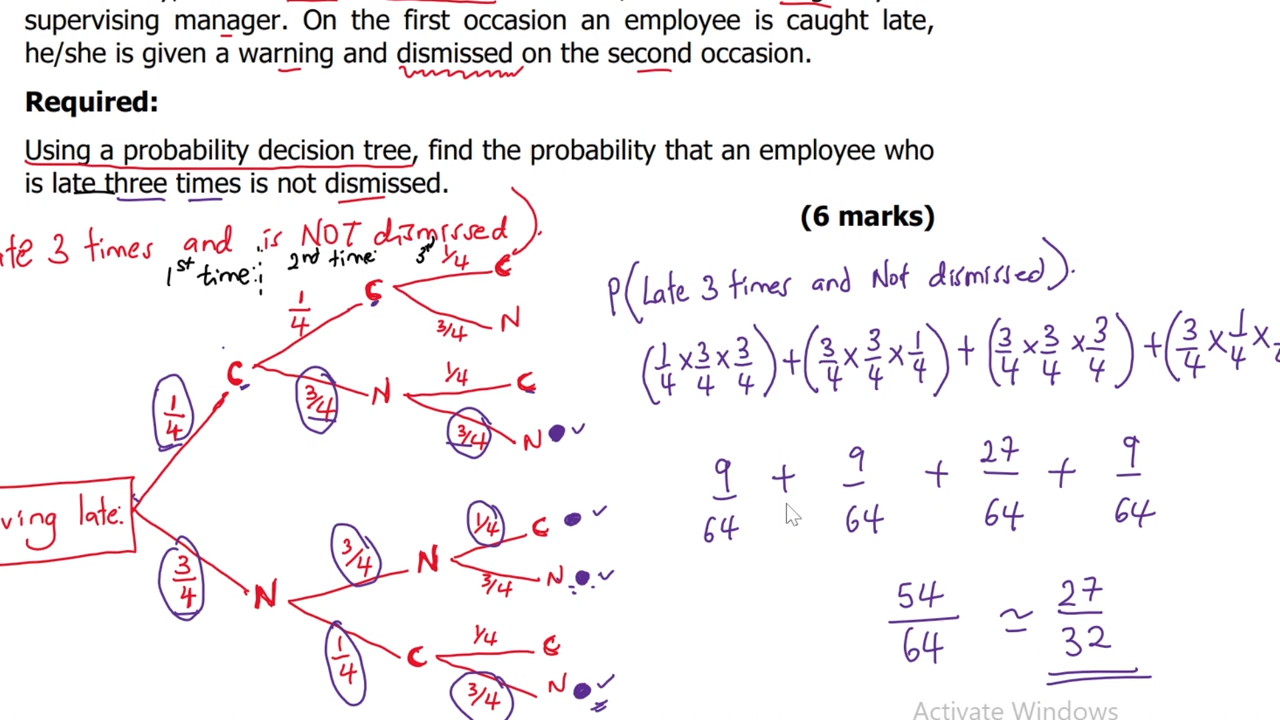 supervising manager. On the first occasion an employee is caught late,
he/she is given a warning and dismissed on the second occasion.
Required:
Using a probability decision tree, find the probability that an employee who
is late three times is not dismissed.
(6 marks)
3 times and is NOT dismissed).
1st time: 2nd time: 3rd
1/4 C
C
1/4
3/4 N
C
1/4 C
3/4 N
1/4
3/4 N
late:
1/4 C
3/4 N
3/4 N
3/4
N
1/4 C
1/4 C
3/4 N
P(Late 3 times and Not dismissed).
(1/4 × 3/4 × 3/4) + (3/4 × 3/4 × 1/4) + (3/4 × 3/4 × 3/4) + (3/4 × 1/4 ×
9/64 + 9/64 + 27/64 + 9/64
54/64 ≃ 27/32
Activate Windows